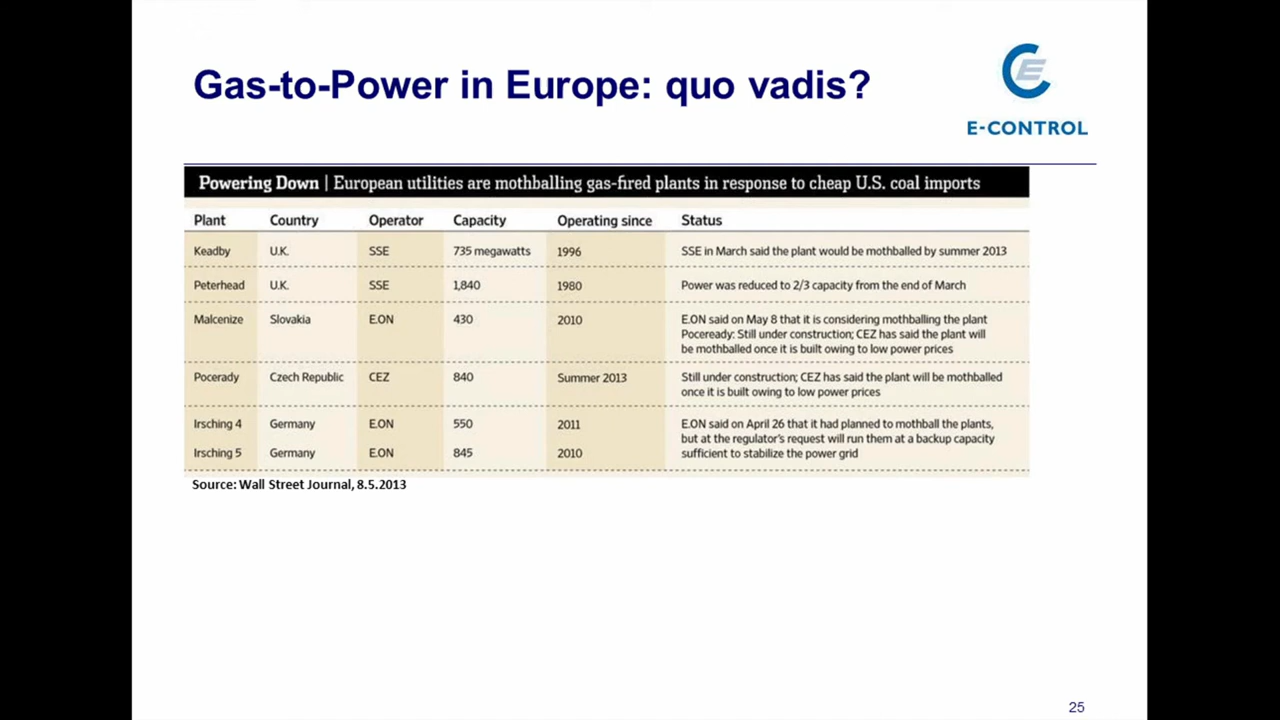 Gas-to-Power in Europe: quo vadis?
E-CONTROL
Powering Down | European utilities are mothballing gas-fired plants in response to cheap U.S. coal imports
Plant Country Operator Capacity Operating since Status
Keadby U.K. SSE 735 megawatts 1996 SSE in March said the plant would be mothballed by summer 2013
Peterhead U.K. SSE 1,840 1980 Power was reduced to 2/3 capacity from the end of March
Malcenize Slovakia E.ON 430 2010 E.ON said on May 8 that it is considering mothballing the plant
Poceready: Still under construction; CEZ has said the plant will
be mothballed once it is built owing to low power prices
Pocerady Czech Republic CEZ 840 Summer 2013 Still under construction; CEZ has said the plant will be mothballed
once it is built owing to low power prices
Irsching 4 Germany E.ON 550 2011 E.ON said on April 26 that it had planned to mothball the plants,
but at the regulator's request will run them at a backup capacity
Irsching 5 Germany E.ON 845 2010 sufficient to stabilize the power grid
Source: Wall Street Journal, 8.5.2013
25